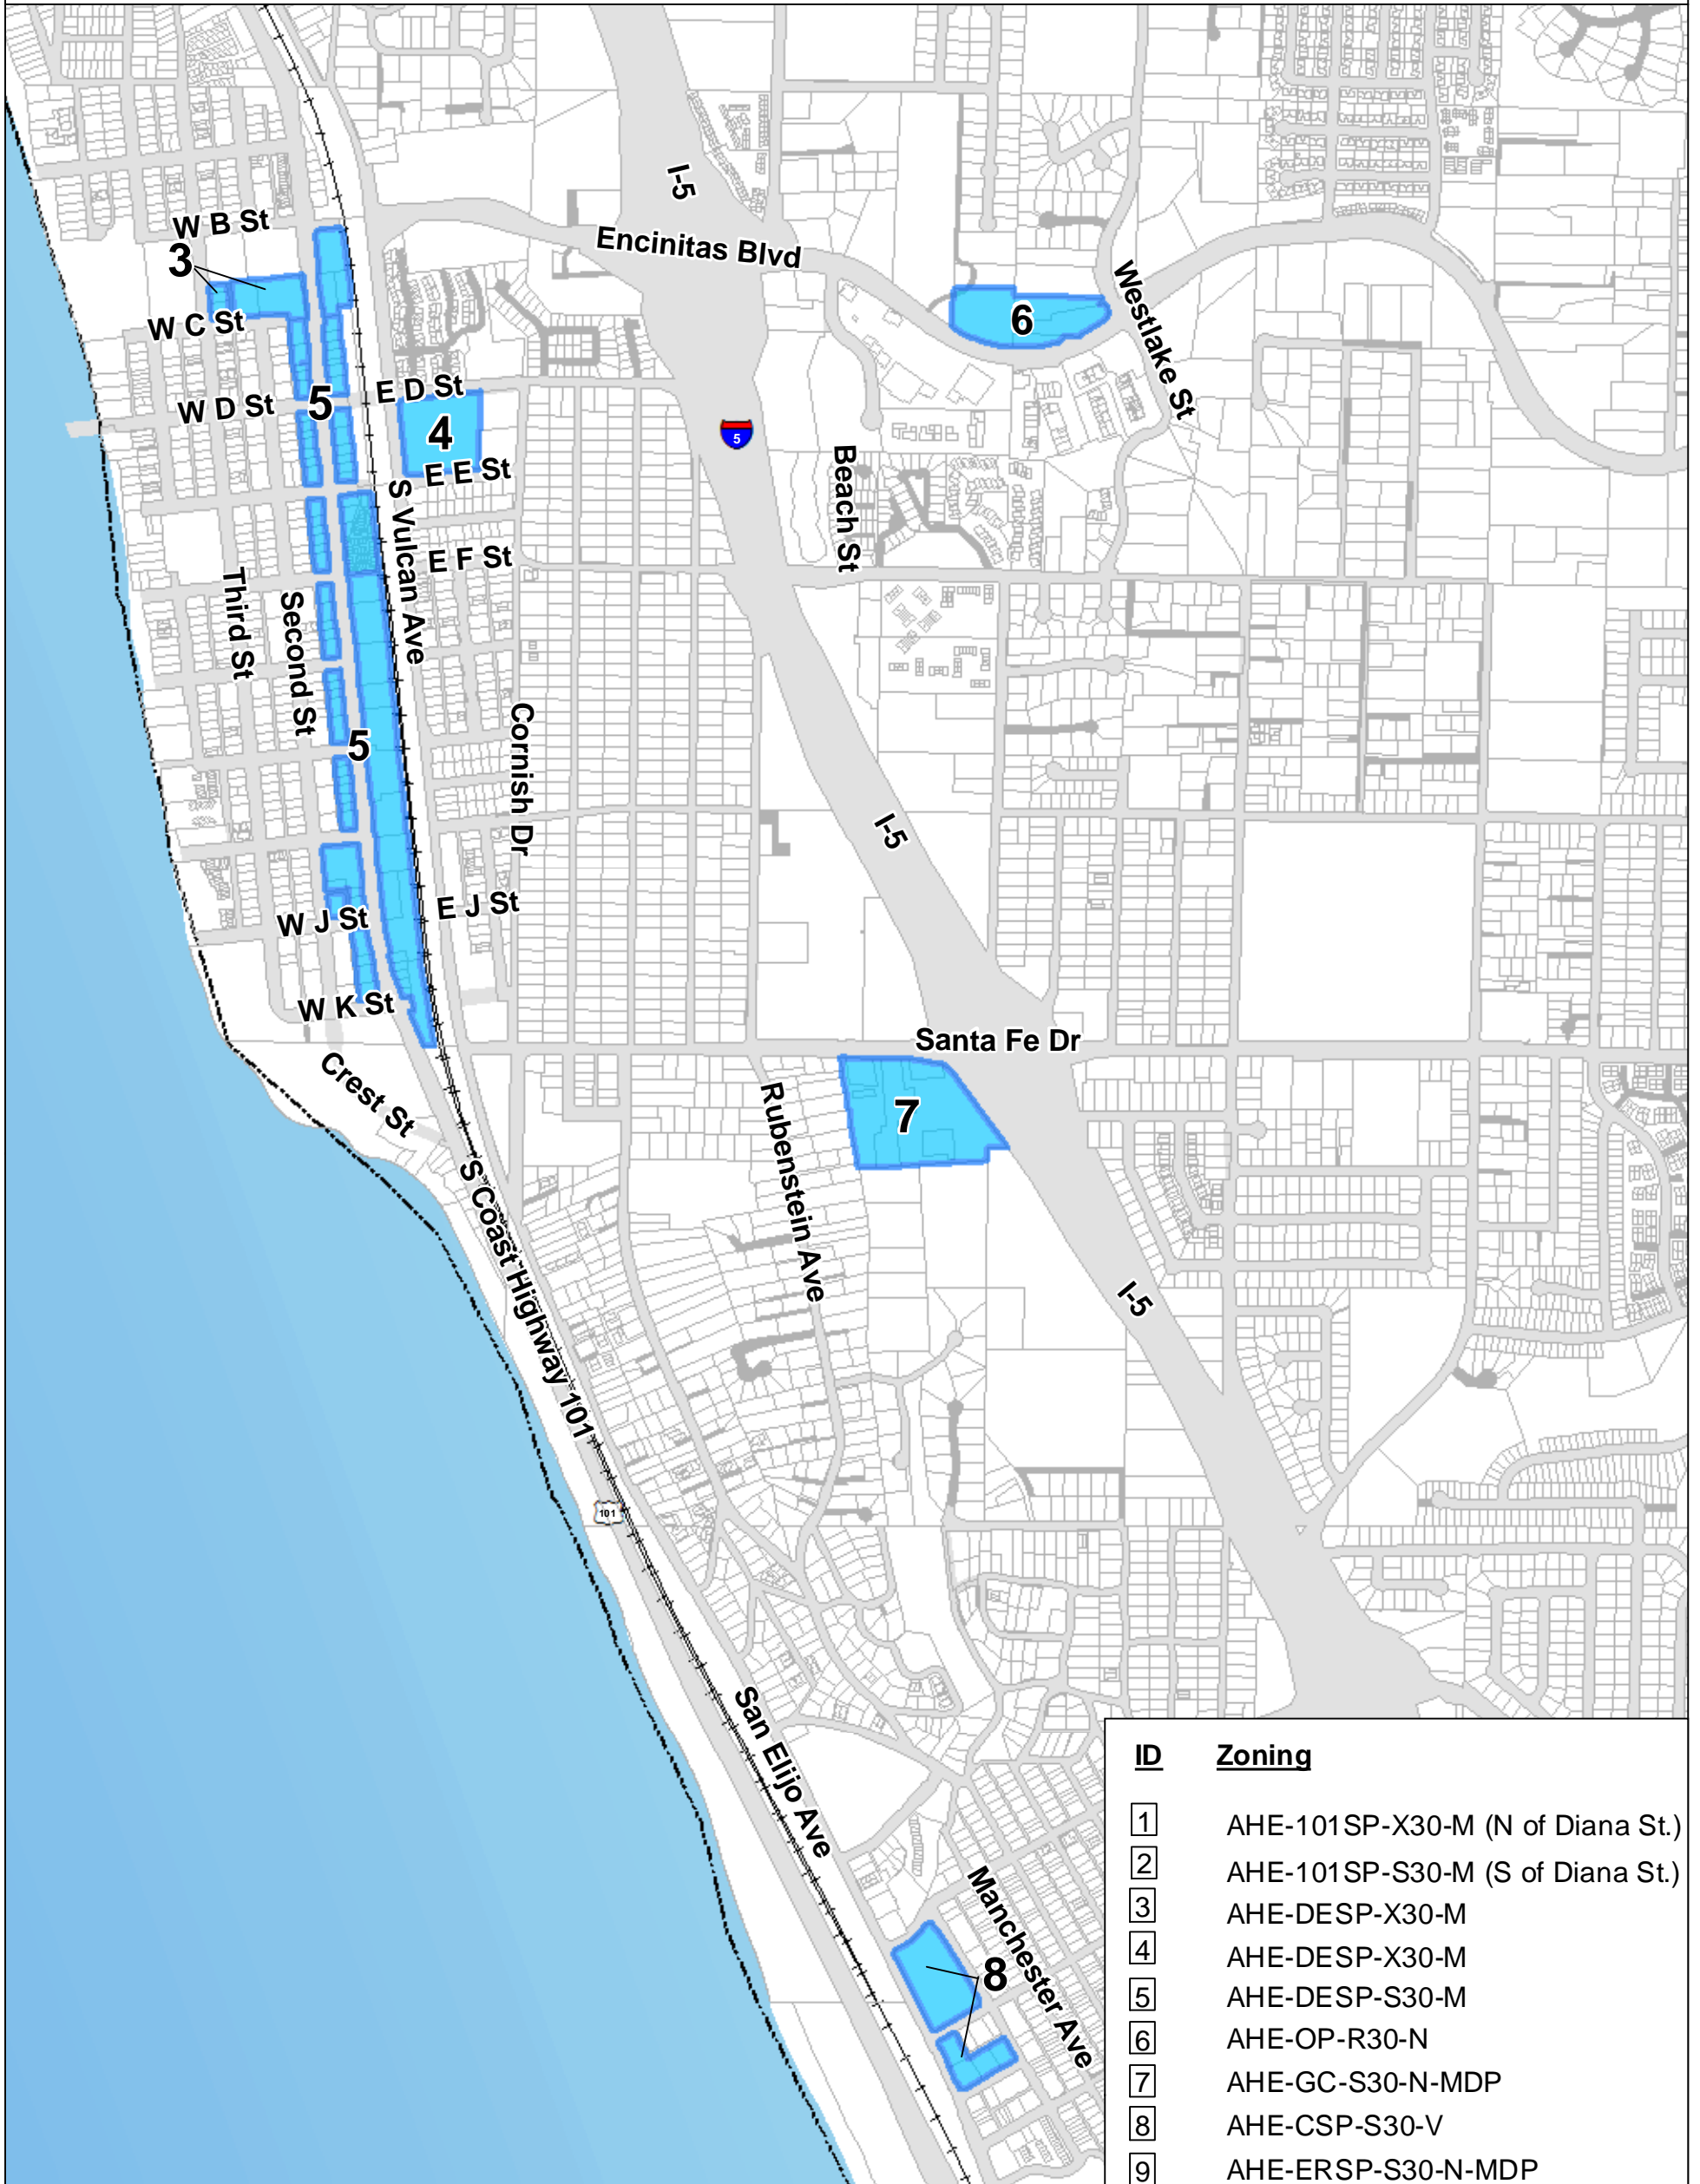 I-5
W B St
Encinitas Blvd
3
Westlake St
W C St
6
E D St
5
W D St
4
5
E E St
Beach St
S Vulcan Ave
E F St
Third St
Second St
Cornish Dr
5
I-5
E J St
W J St
W K St
Santa Fe Dr
Crest St
Rubenstein Ave
7
S Coast Highway 101
I-5
101
San Elijo Ave
Manchester Ave
8
ID Zoning
1 AHE-101SP-X30-M (N of Diana St.)
2 AHE-101SP-S30-M (S of Diana St.)
3 AHE-DESP-X30-M
4 AHE-DESP-X30-M
5 AHE-DESP-S30-M
6 AHE-OP-R30-N
7 AHE-GC-S30-N-MDP
8 AHE-CSP-S30-V
9 AHE-ERSP-S30-N-MDP